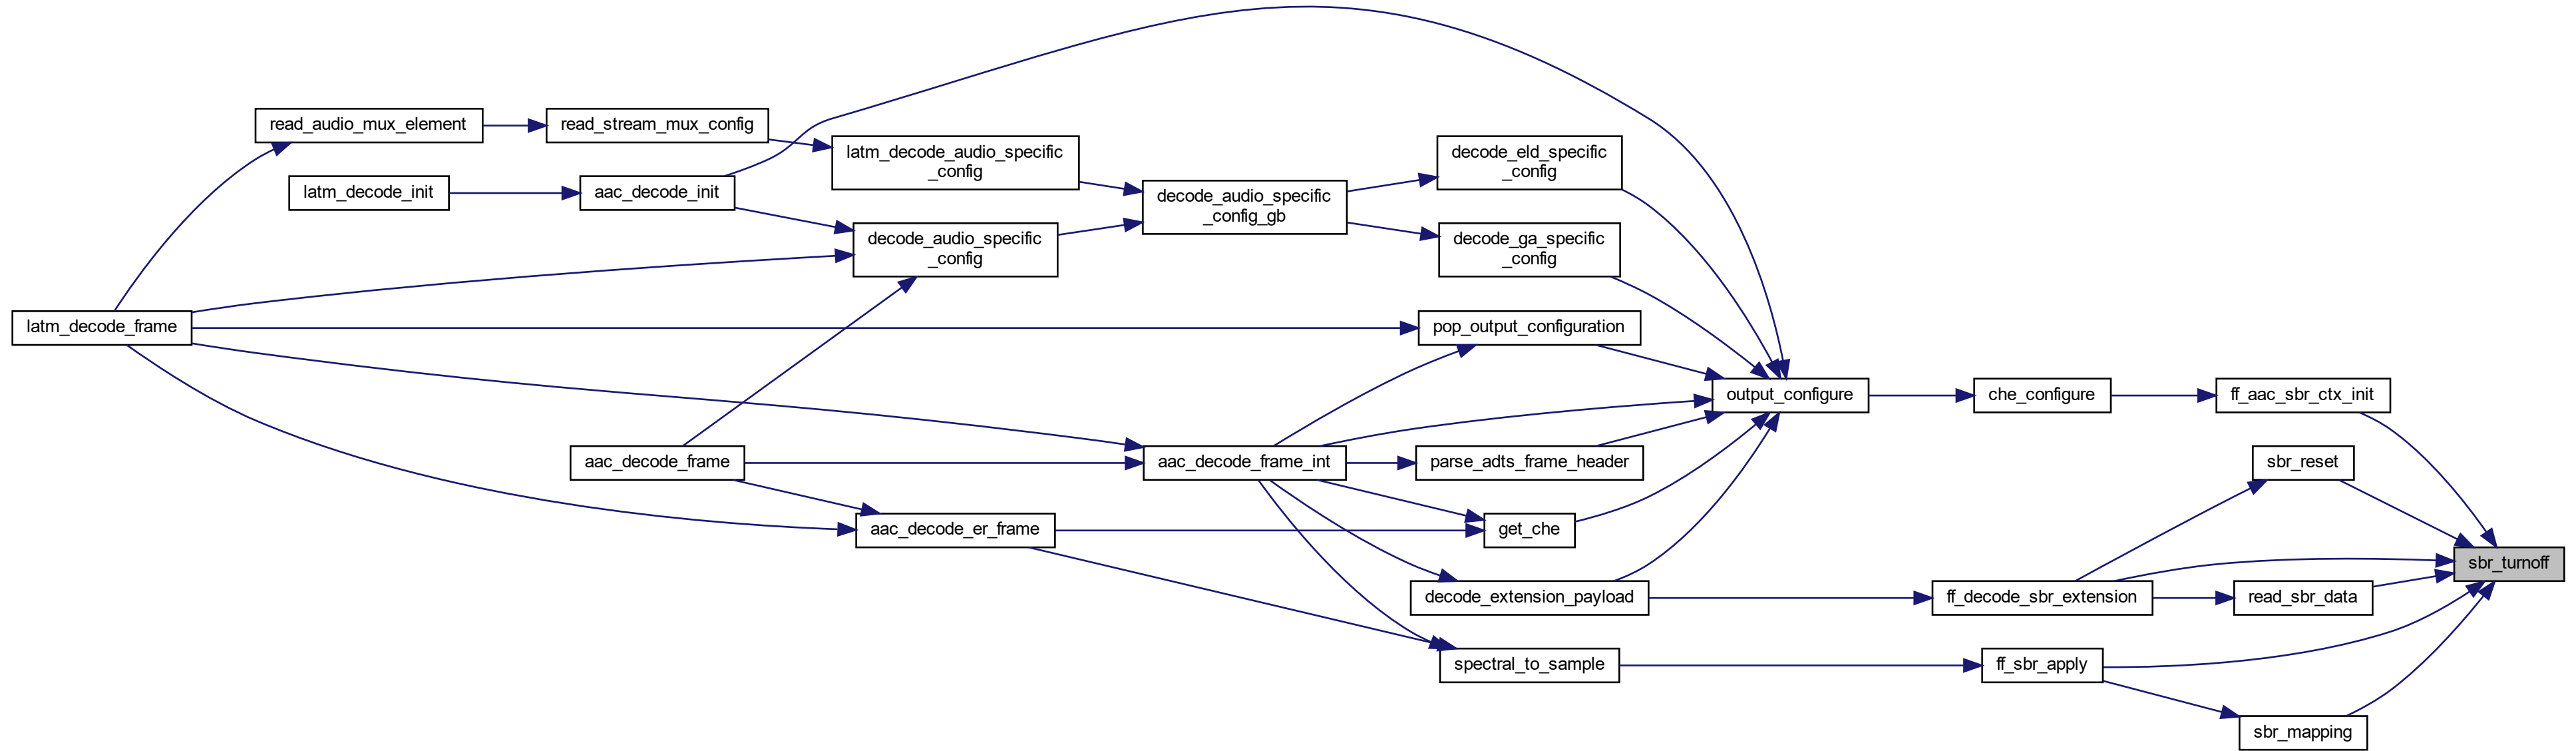 read_audio_mux_element
read_stream_mux_config
latm_decode_audio_specific
_config
decode_eld_specific
_config
latm_decode_init
aac_decode_init
decode_audio_specific
_config_gb
decode_audio_specific
_config
decode_ga_specific
_config
latm_decode_frame
pop_output_configuration
output_configure
che_configure
ff_aac_sbr_ctx_init
aac_decode_frame
aac_decode_frame_int
parse_adts_frame_header
sbr_reset
aac_decode_er_frame
get_che
sbr_turnoff
decode_extension_payload
ff_decode_sbr_extension
read_sbr_data
spectral_to_sample
ff_sbr_apply
sbr_mapping